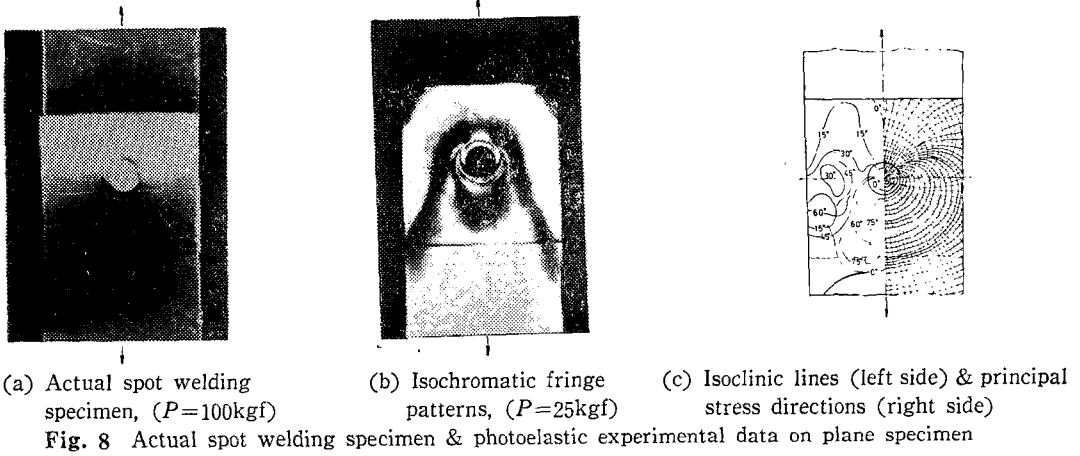 0°
15°
15°
30°
30°
45°
0°
60°
15°
45°
60°
75°
75°
0°
(a) Actual spot welding
specimen, (P=100kgf)
(b) Isochromatic fringe
patterns, (P=25kgf)
(c) Isoclinic lines (left side) & principal
stress directions (right side)
Fig. 8 Actual spot welding specimen & photoelastic experimental data on plane specimen